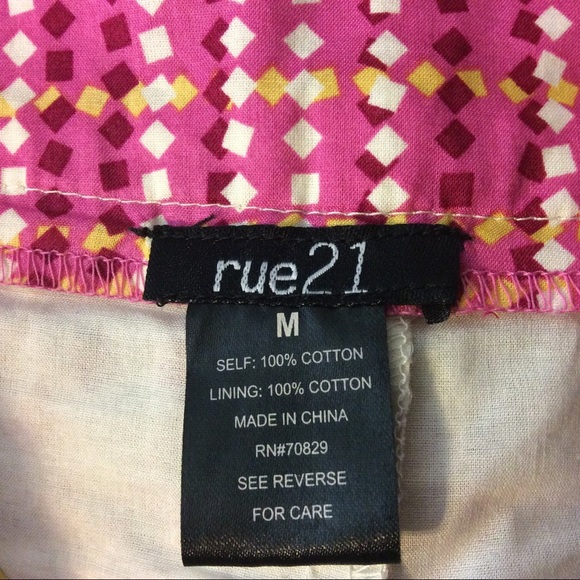 rue21
M
SELF: 100% COTTON
LINING: 100% COTTON
MADE IN CHINA
RN#70829
SEE REVERSE
FOR CARE